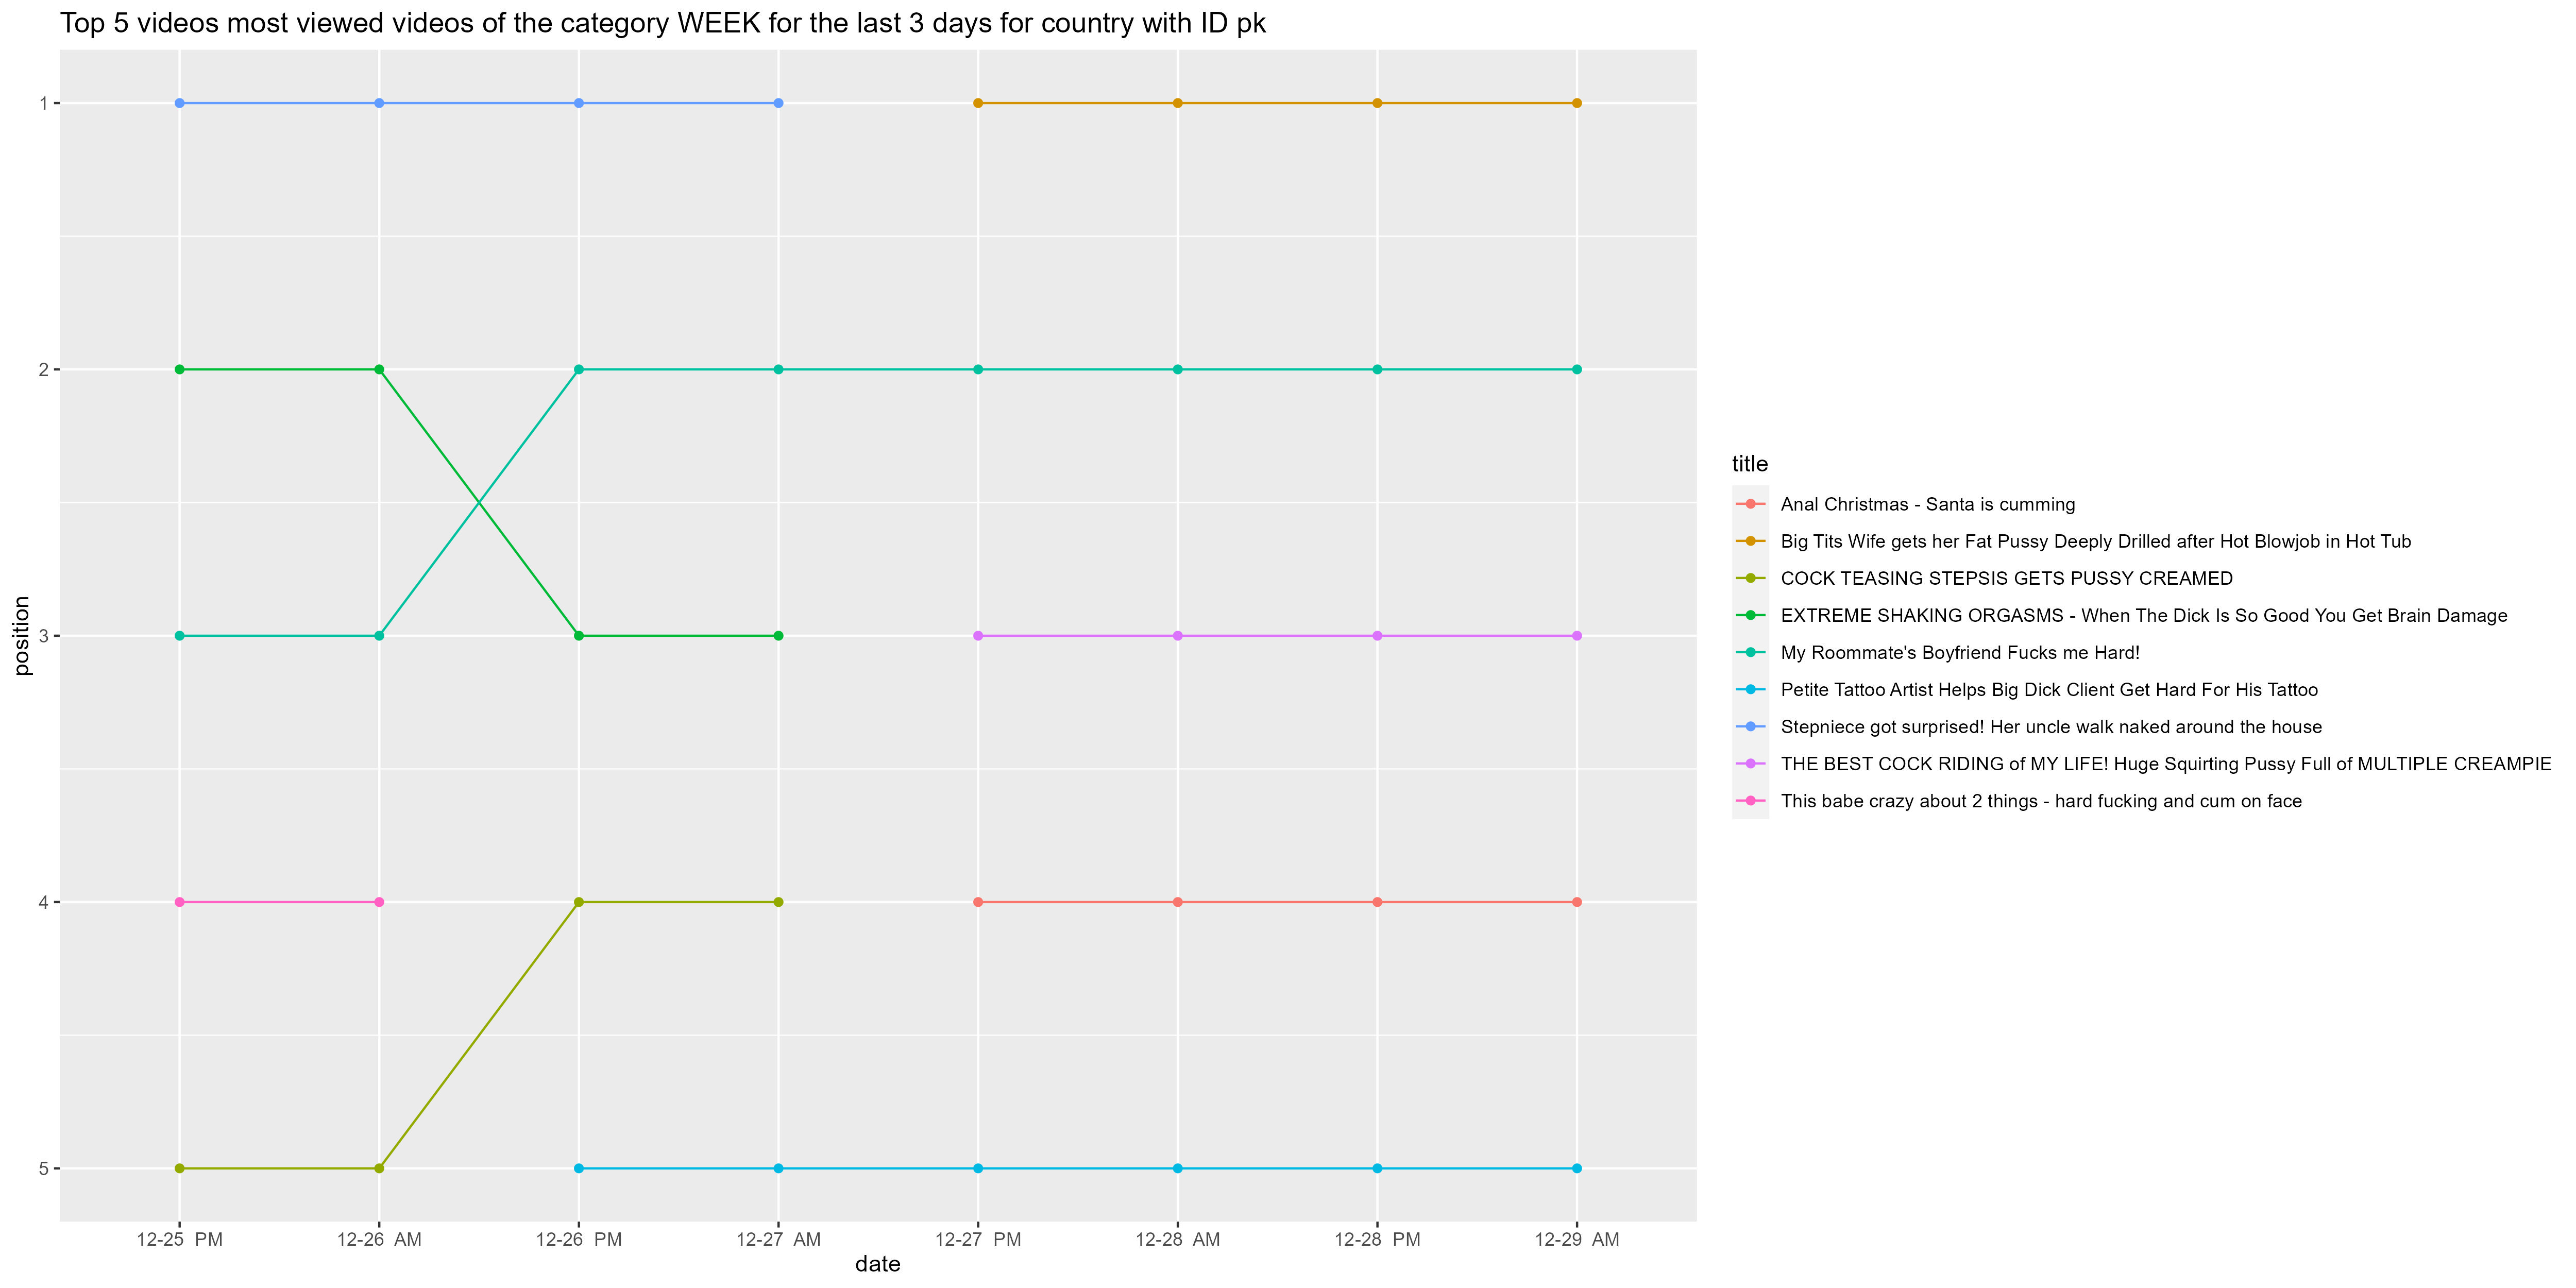 Top 5 videos most viewed videos of the category WEEK for the last 3 days for country with ID pk
1
2
3
4
5
position
12-25 PM
12-26 AM
12-26 PM
12-27 AM
12-27 PM
12-28 AM
12-28 PM
12-29 AM
date
title
Anal Christmas - Santa is cumming
Big Tits Wife gets her Fat Pussy Deeply Drilled after Hot Blowjob in Hot Tub
COCK TEASING STEPSIS GETS PUSSY CREAMED
EXTREME SHAKING ORGASMS - When The Dick Is So Good You Get Brain Damage
My Roommate's Boyfriend Fucks me Hard!
Petite Tattoo Artist Helps Big Dick Client Get Hard For His Tattoo
Stepniece got surprised! Her uncle walk naked around the house
THE BEST COCK RIDING of MY LIFE! Huge Squirting Pussy Full of MULTIPLE CREAMPIE
This babe crazy about 2 things - hard fucking and cum on face